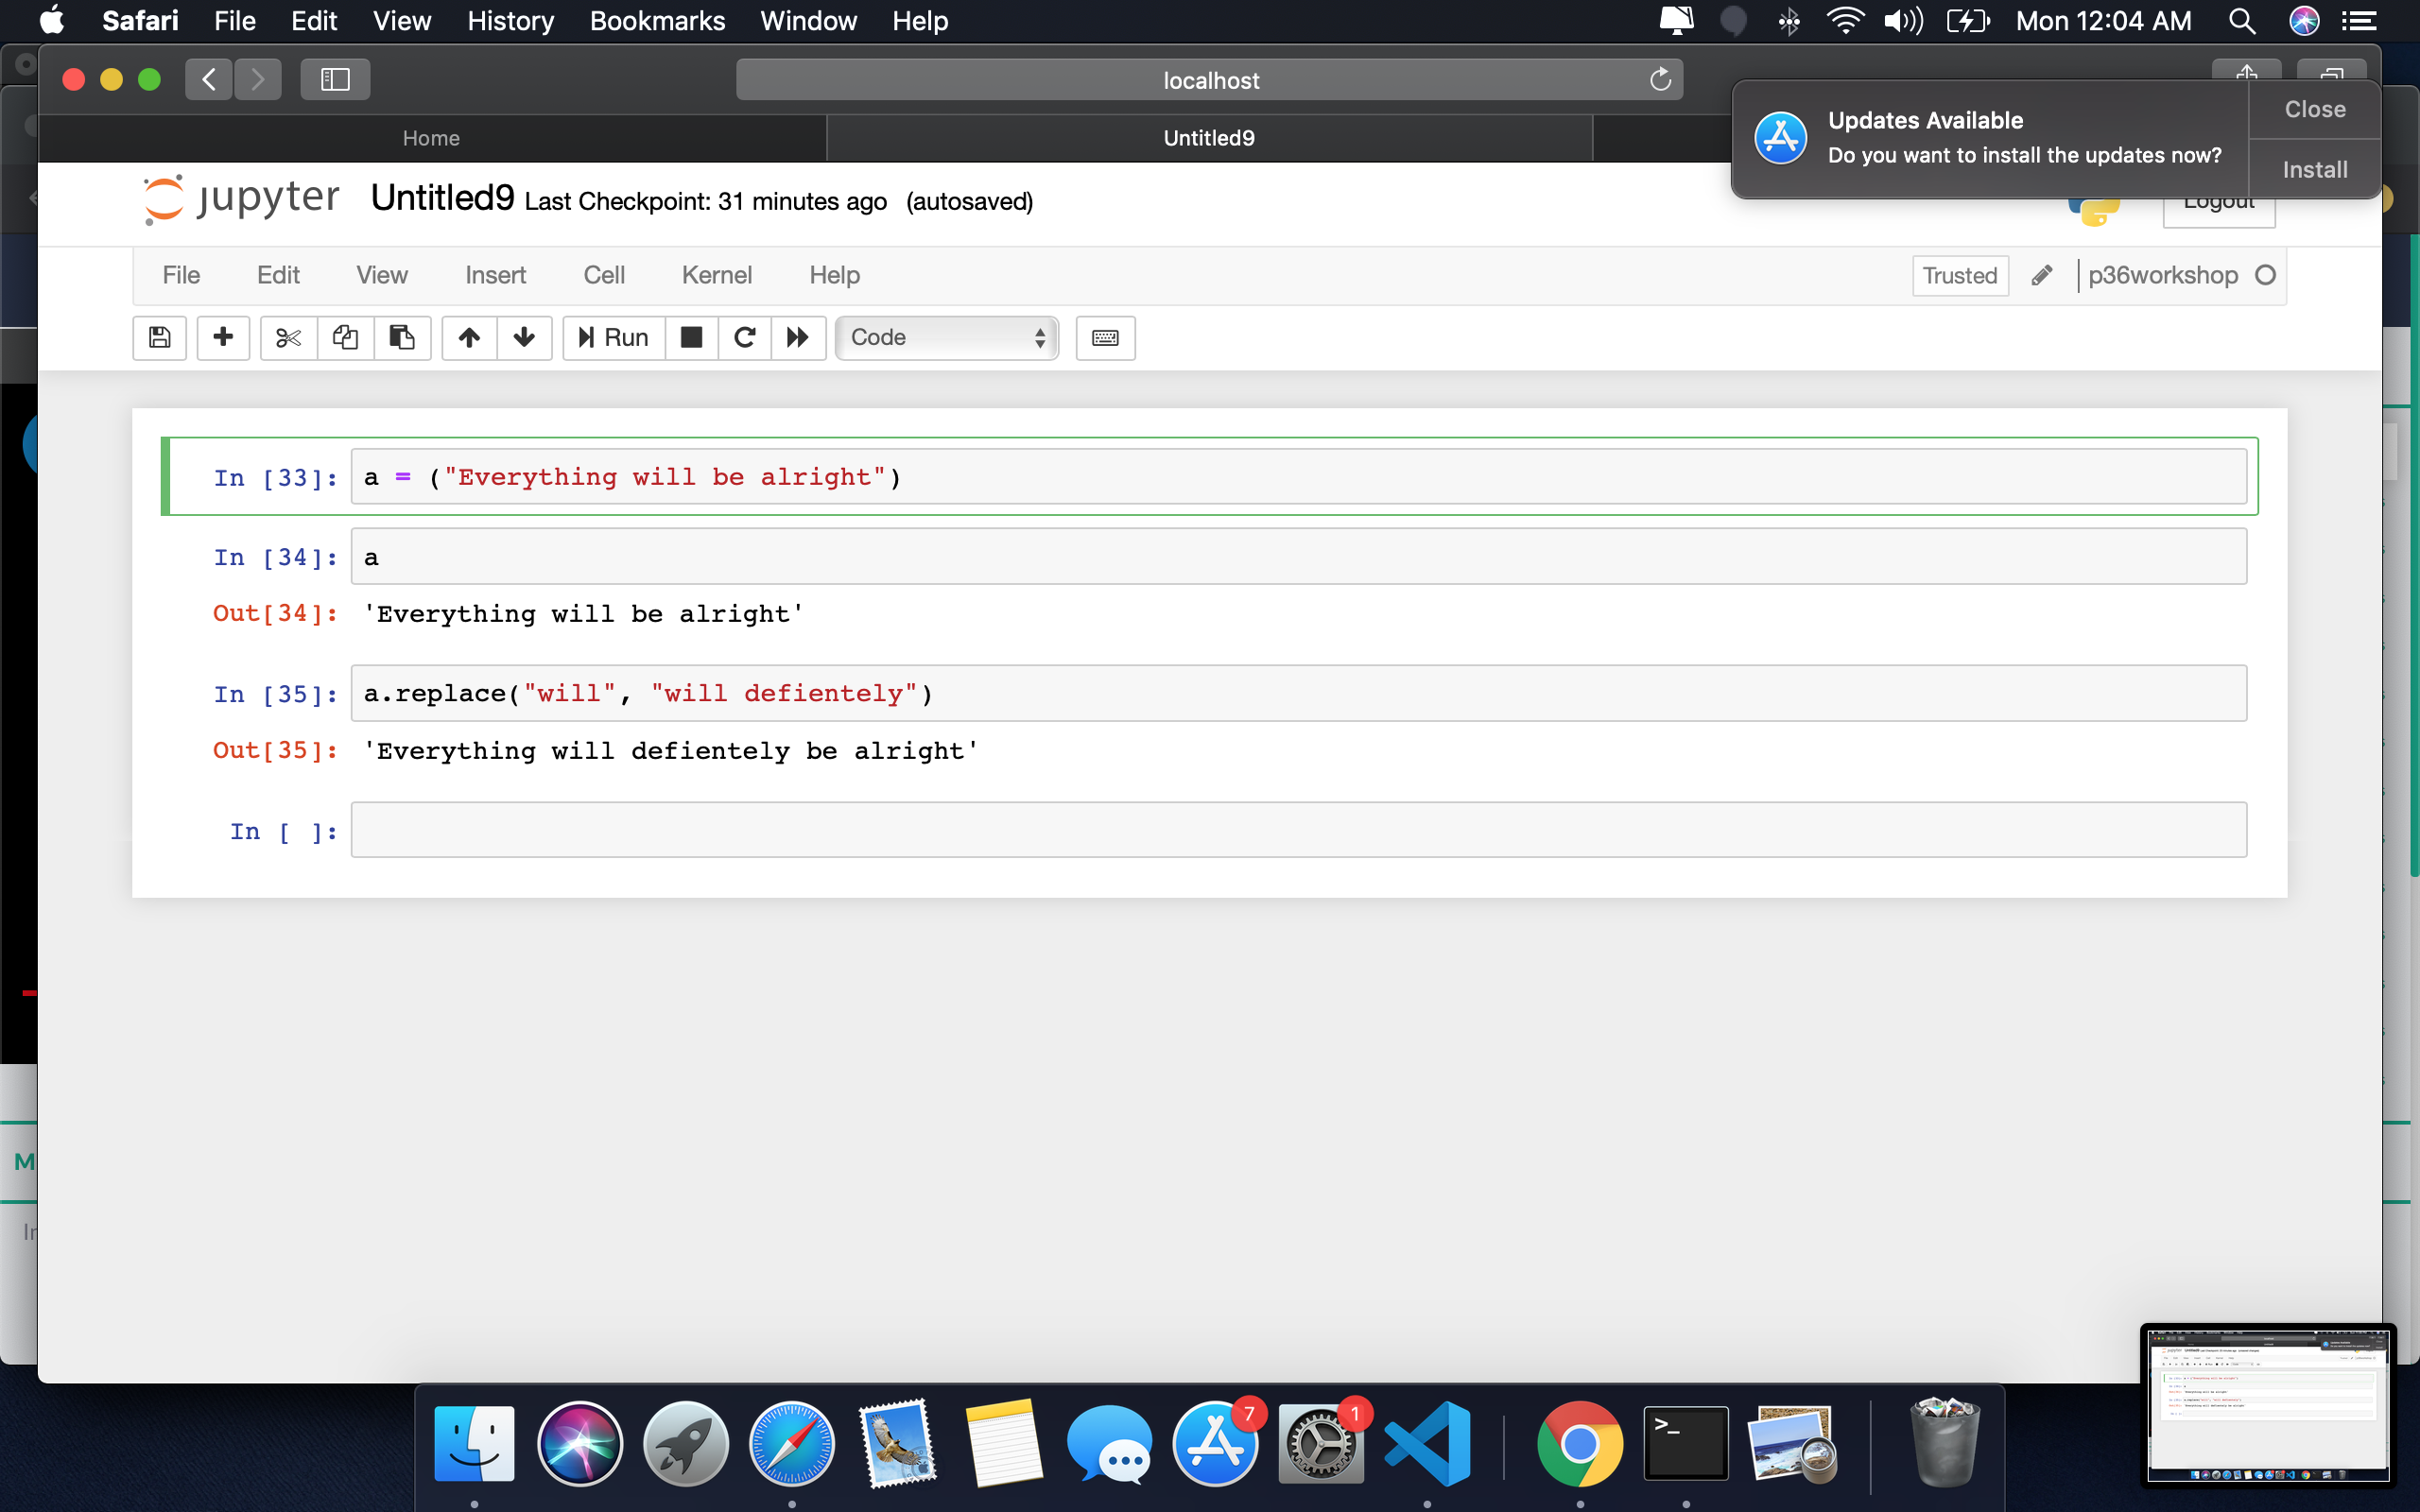 Safari File Edit View History Bookmarks Window Help Mon 12:04 AM
localhost
Home Untitled9
Updates Available
Do you want to install the updates now?
Close
Install
jupyter Untitled9 Last Checkpoint: 31 minutes ago (autosaved)
Logout
File Edit View Insert Cell Kernel Help Trusted p36workshop
Run Code
In [33]: a = ("Everything will be alright")
In [34]: a
Out[34]: 'Everything will be alright'
In [35]: a.replace("will", "will defientely")
Out[35]: 'Everything will defientely be alright'
In [ ]:
M
In
7
1
>_